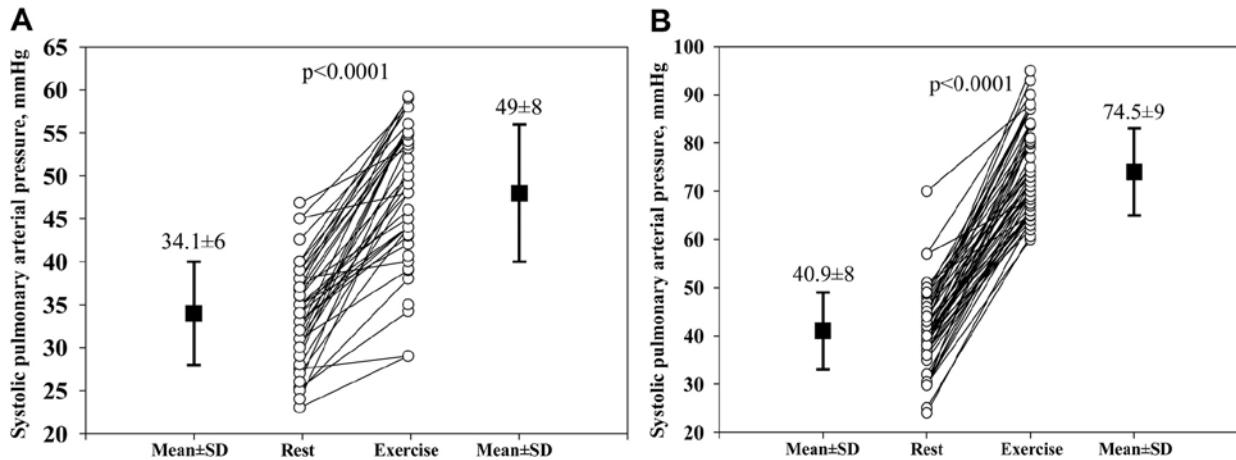 A
Systolic pulmonary arterial pressure, mmHg
65
60
55
50
45
40
35
30
25
20
p<0.0001
34.1±6
49±8
Mean±SD Rest Exercise Mean±SD
B
Systolic pulmonary arterial pressure, mmHg
100
90
80
70
60
50
40
30
20
p<0.0001
40.9±8
74.5±9
Mean±SD Rest Exercise Mean±SD